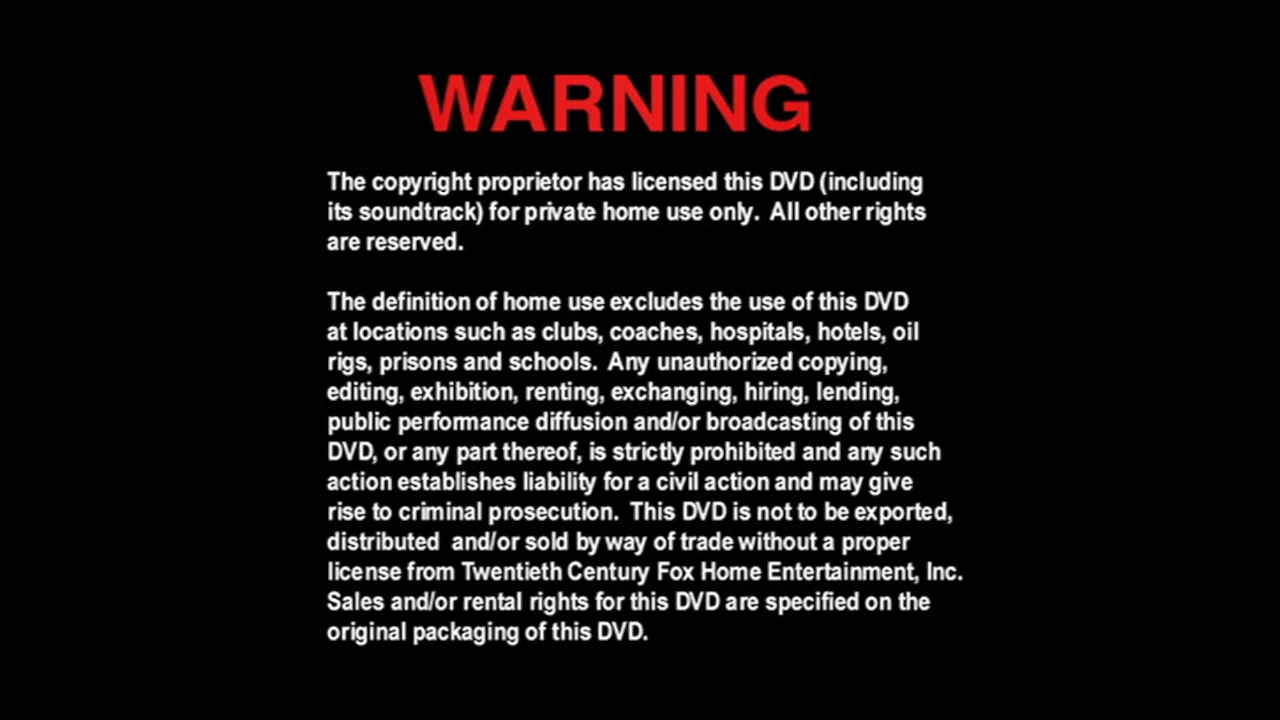 WARNING
The copyright proprietor has licensed this DVD (including
its soundtrack) for private home use only.  All other rights
are reserved.
The definition of home use excludes the use of this DVD
at locations such as clubs, coaches, hospitals, hotels, oil
rigs, prisons and schools.  Any unauthorized copying,
editing, exhibition, renting, exchanging, hiring, lending,
public performance diffusion and/or broadcasting of this
DVD, or any part thereof, is strictly prohibited and any such
action establishes liability for a civil action and may give
rise to criminal prosecution.  This DVD is not to be exported,
distributed  and/or sold by way of trade without a proper
license from Twentieth Century Fox Home Entertainment, Inc.
Sales and/or rental rights for this DVD are specified on the
original packaging of this DVD.